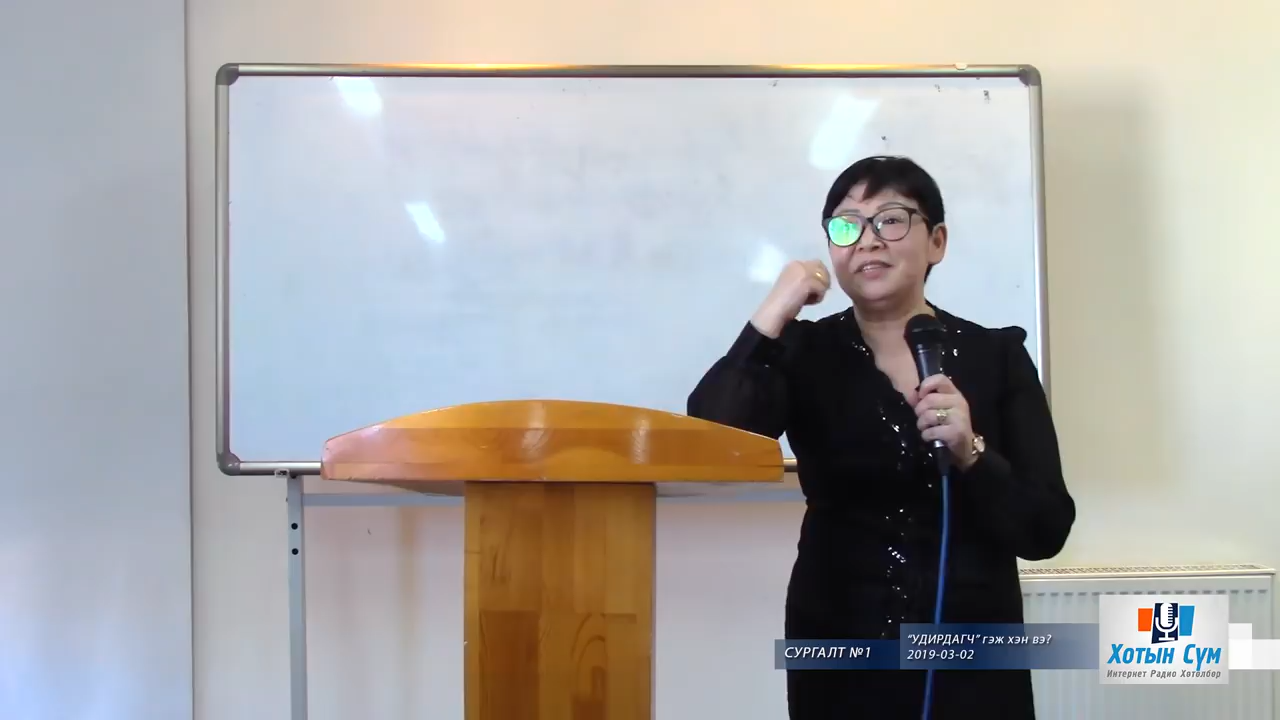 СУРГАЛТ №1
"УДИРДАГЧ" гэж хэн вэ?
2019-03-02
Хотын Сүм
Интернет Радио Хөтөлбөр